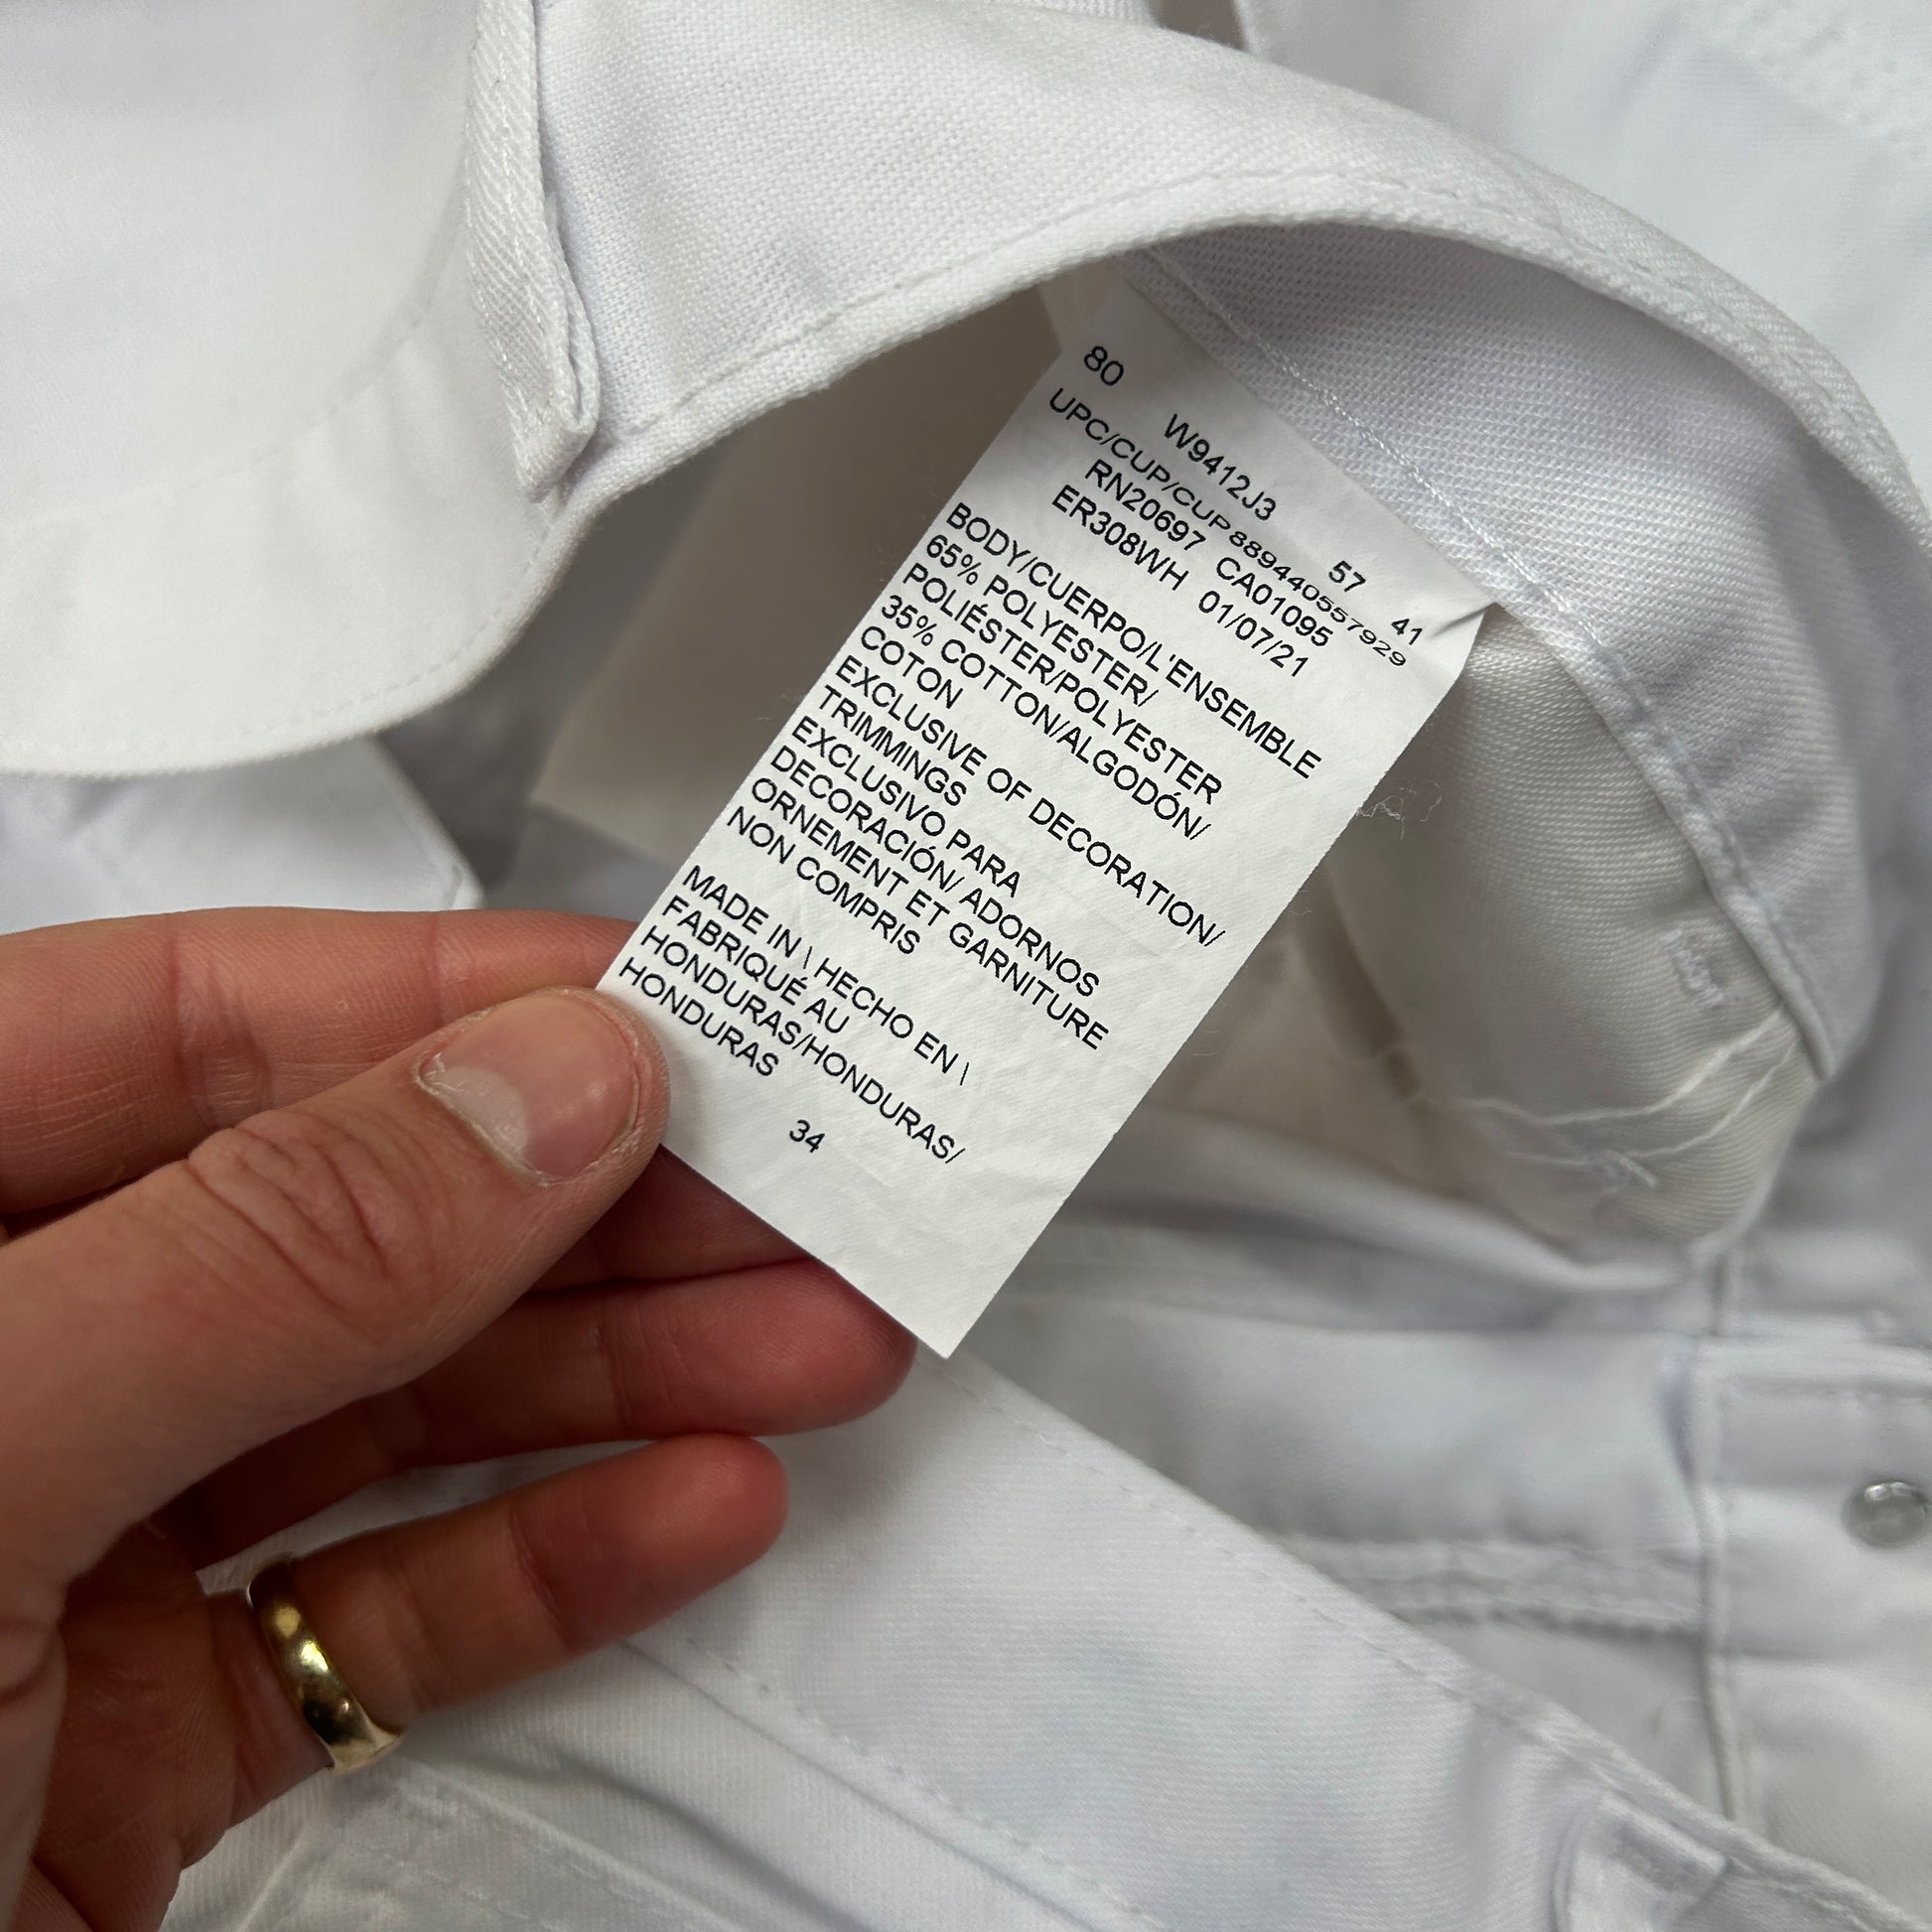 80 W9412J3 57 41
UPC/CUP/CUP 889440557929
RN20697 CA01095
ER308WH 01/07/21
BODY/CUERPO/L'ENSEMBLE
65% POLYESTER/
POLIÉSTER/POLYESTER
35% COTTON/ALGODÓN/
COTON
EXCLUSIVE OF DECORATION/
TRIMMINGS
EXCLUSIVO PARA
DECORACIÓN/ ADORNOS
ORNEMENT ET GARNITURE
NON COMPRIS
MADE IN \ HECHO EN \
FABRIQUÉ AU
HONDURAS/HONDURAS/
HONDURAS
34